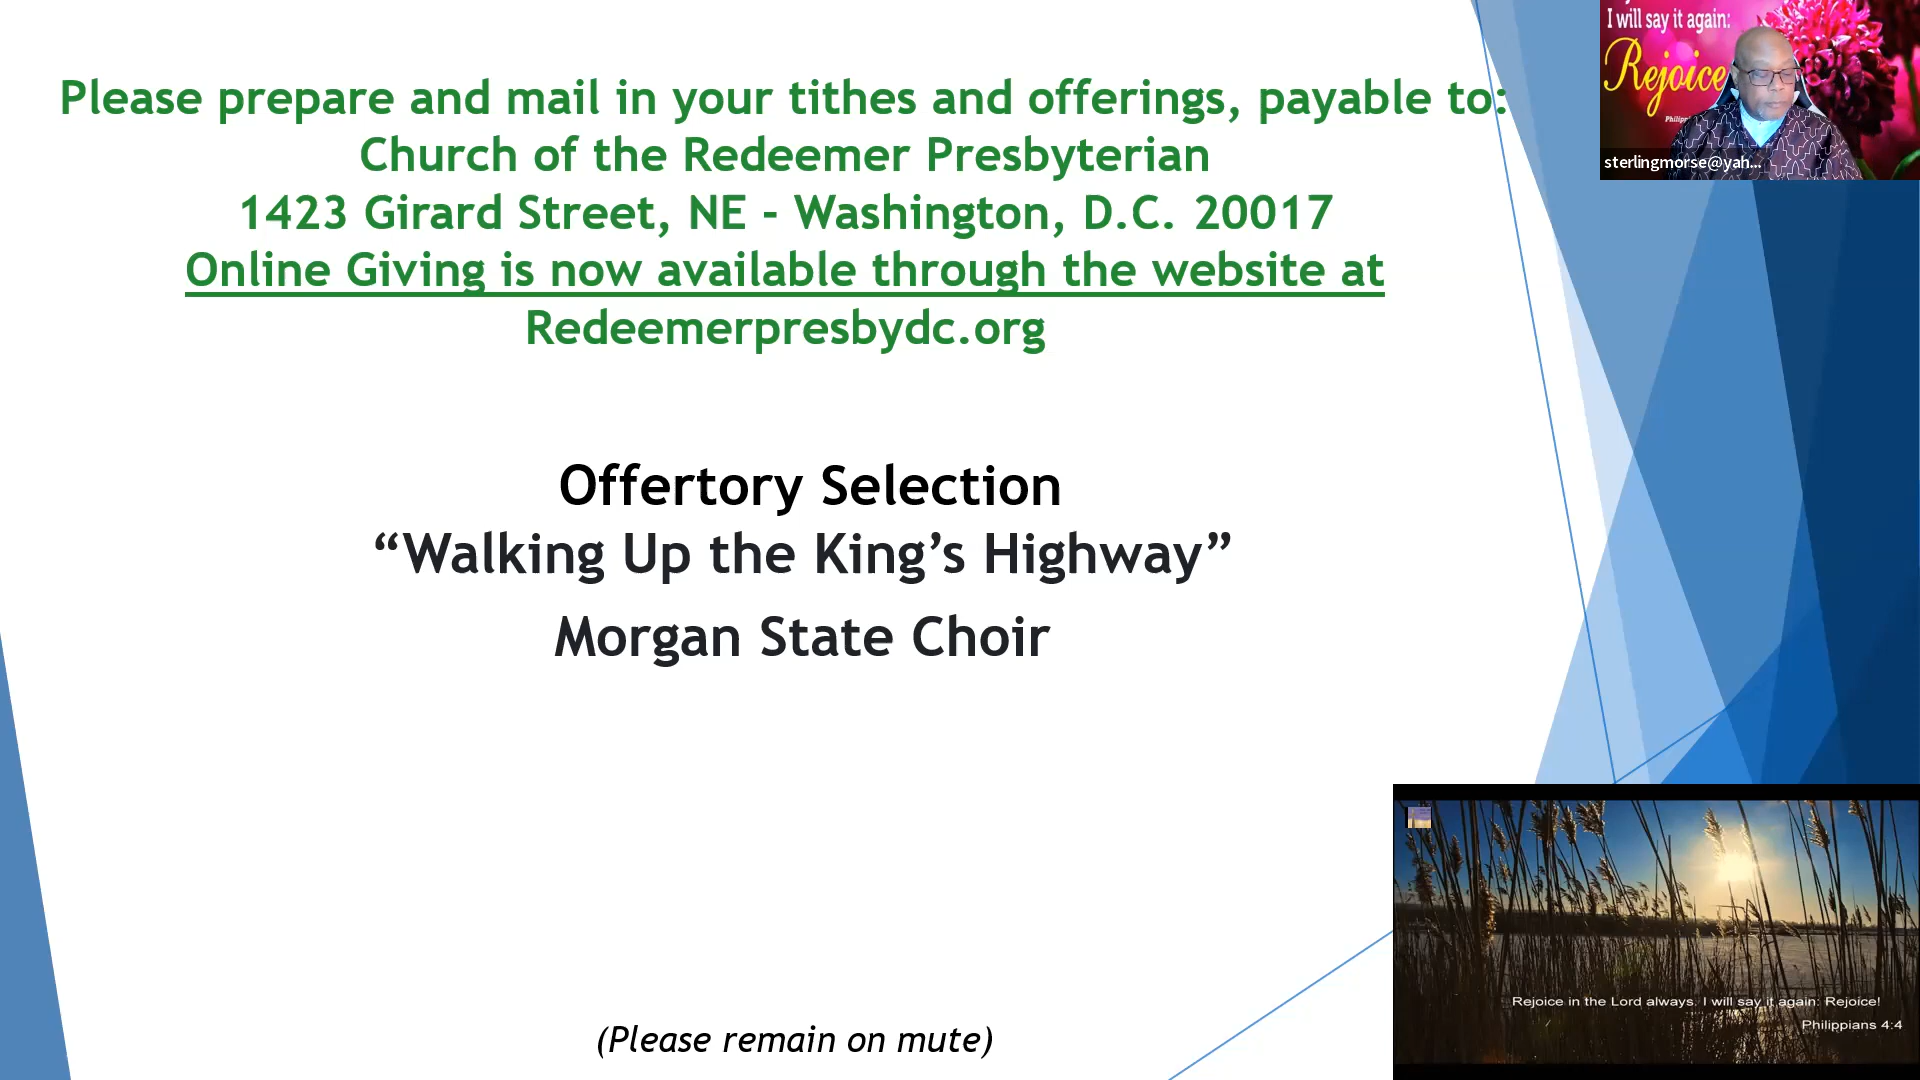 Please prepare and mail in your tithes and offerings, payable to:
Church of the Redeemer Presbyterian
1423 Girard Street, NE - Washington, D.C. 20017
Online Giving is now available through the website at
Redeemerpresbydc.org
Offertory Selection
“Walking Up the King’s Highway”
Morgan State Choir
(Please remain on mute)
I will say it again:
Rejoice
sterlingmorse@yah...
Rejoice in the Lord always. I will say it again: Rejoice!
Philippians 4:4